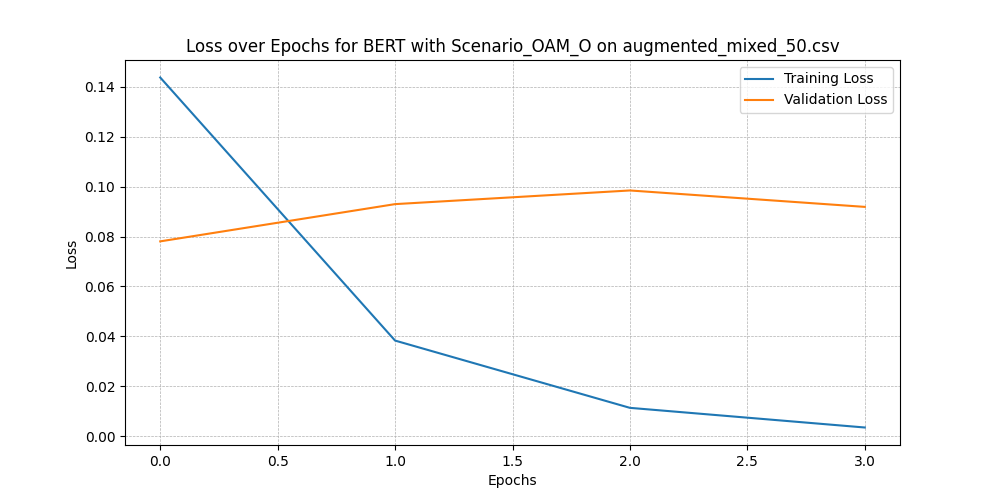 Loss over Epochs for BERT with Scenario_OAM_O on augmented_mixed_50.csv
Training Loss
Validation Loss
0.14
0.12
0.10
0.08
0.06
0.04
0.02
0.00
Loss
0.0 0.5 1.0 1.5 2.0 2.5 3.0
Epochs